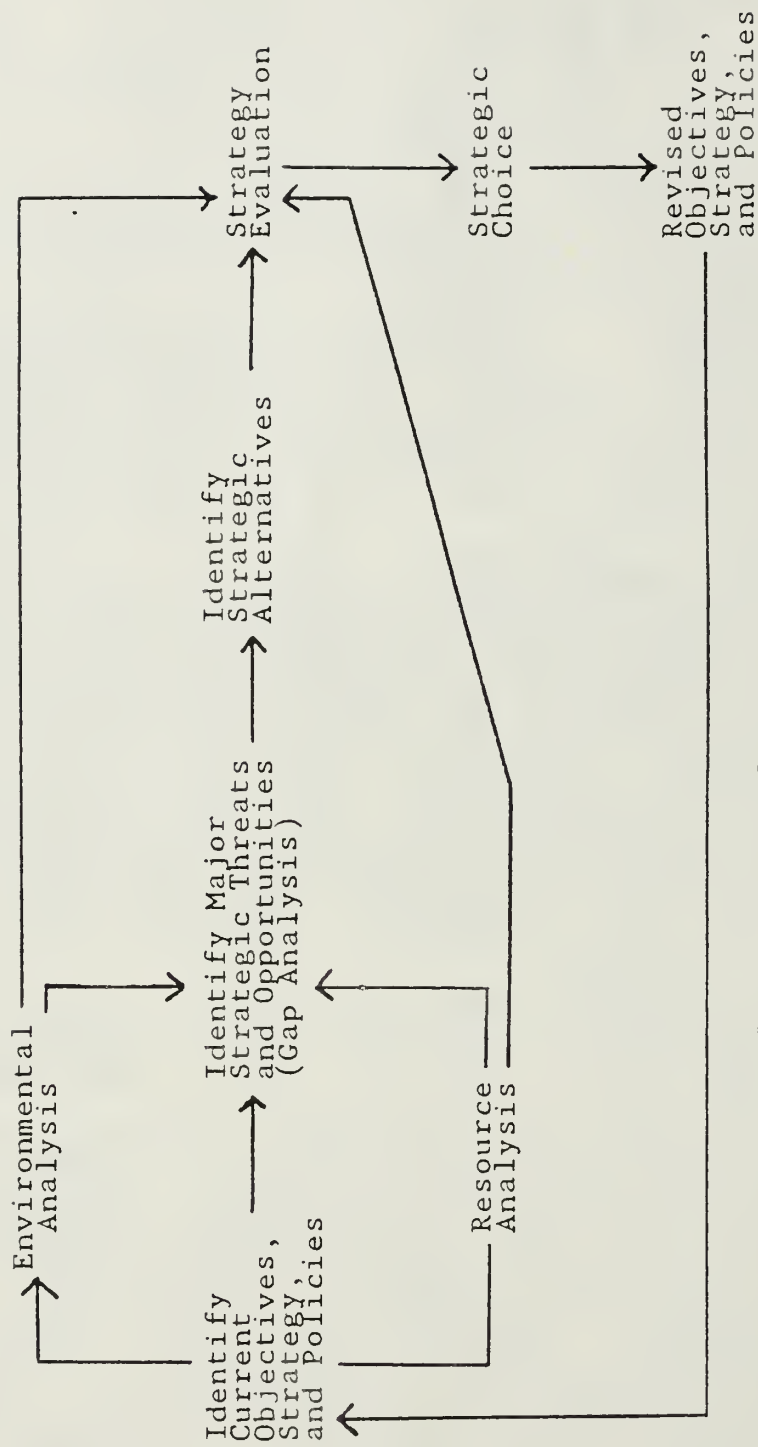 Environmental
Analysis
Identify
Current
Objectives,
Strategy,
and Policies
Identify Major
Strategic Threats
and Opportunities
(Gap Analysis)
Identify
Strategic
Alternatives
Strategy
Evaluation
Resource
Analysis
Strategic
Choice
Revised
Objectives,
Strategy,
and Policies